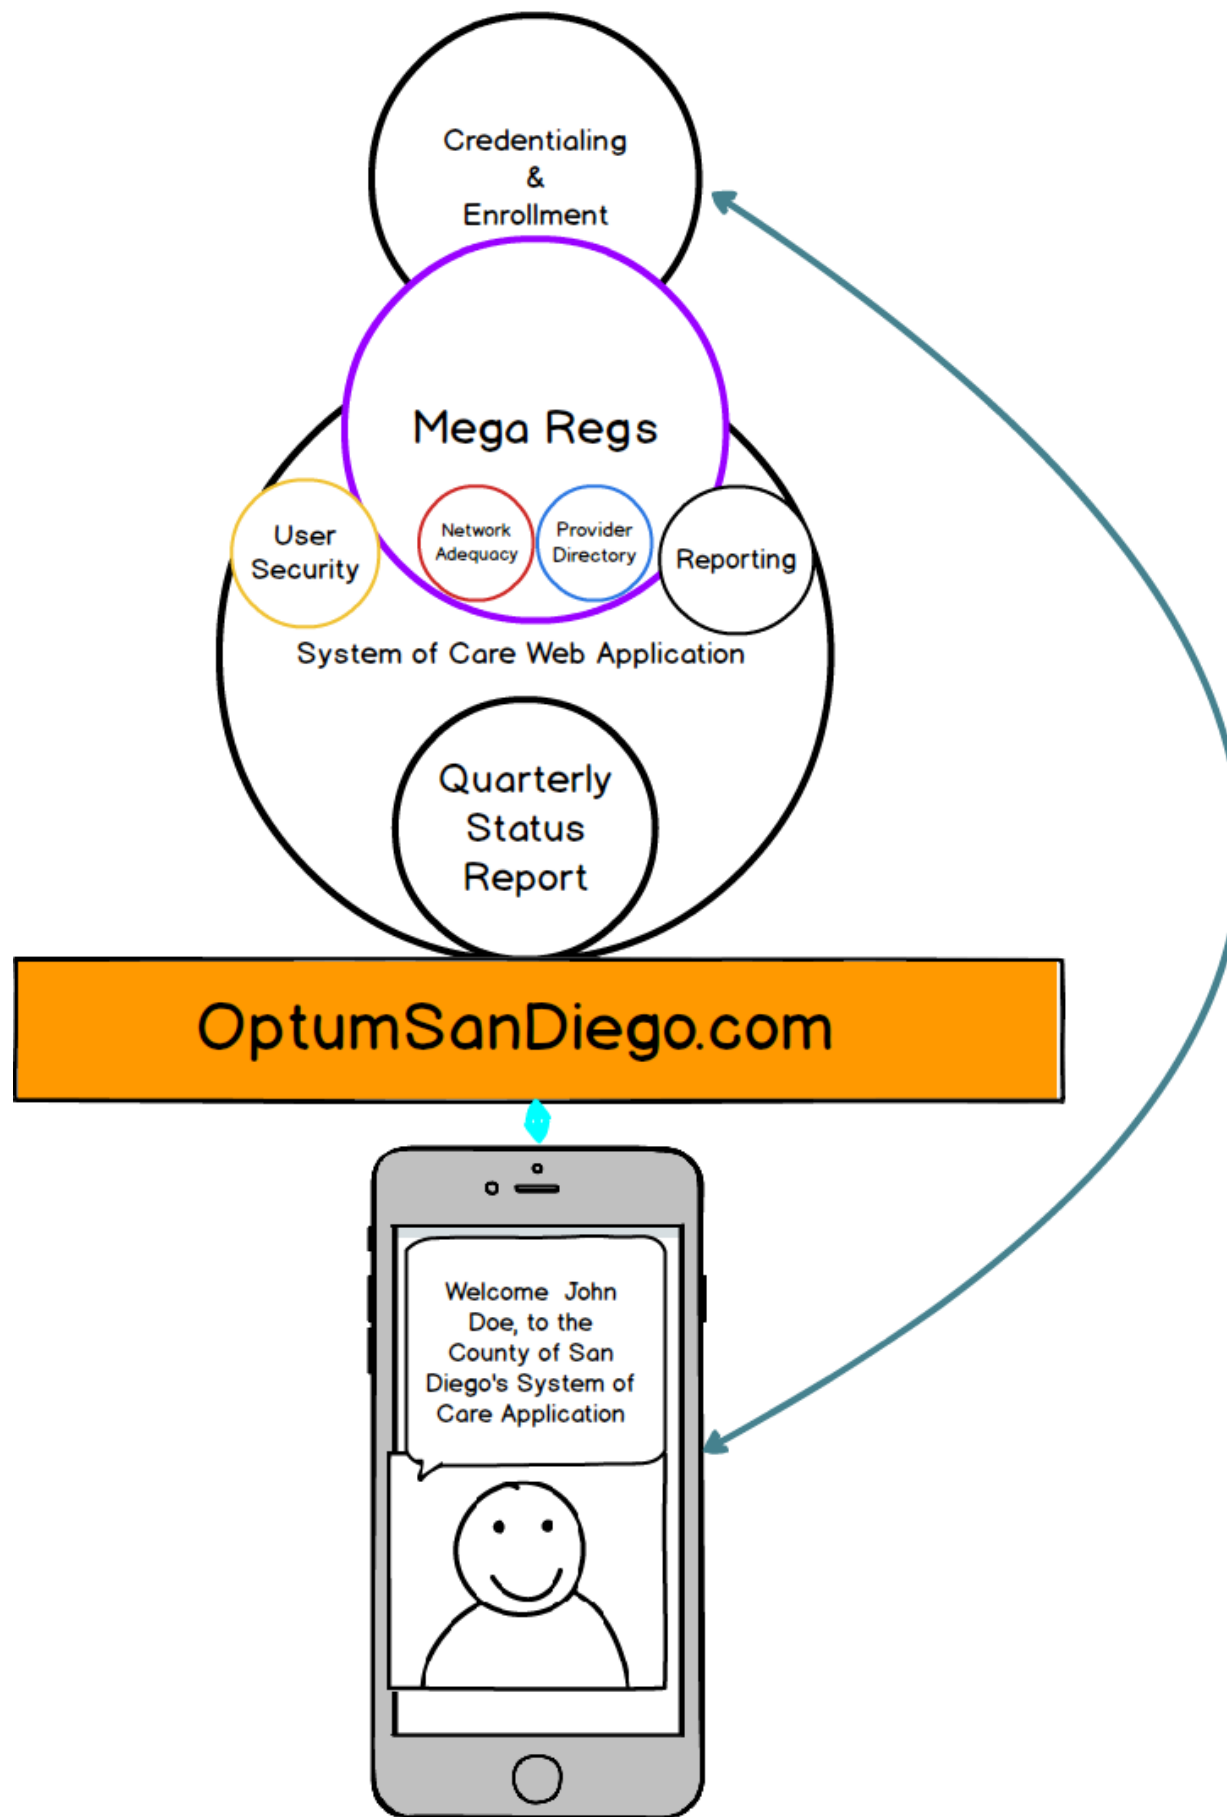 Credentialing
&
Enrollment
Mega Regs
User
Security
Network
Adequacy
Provider
Directory
Reporting
System of Care Web Application
Quarterly
Status
Report
OptumSanDiego.com
Welcome John
Doe, to the
County of San
Diego's System of
Care Application